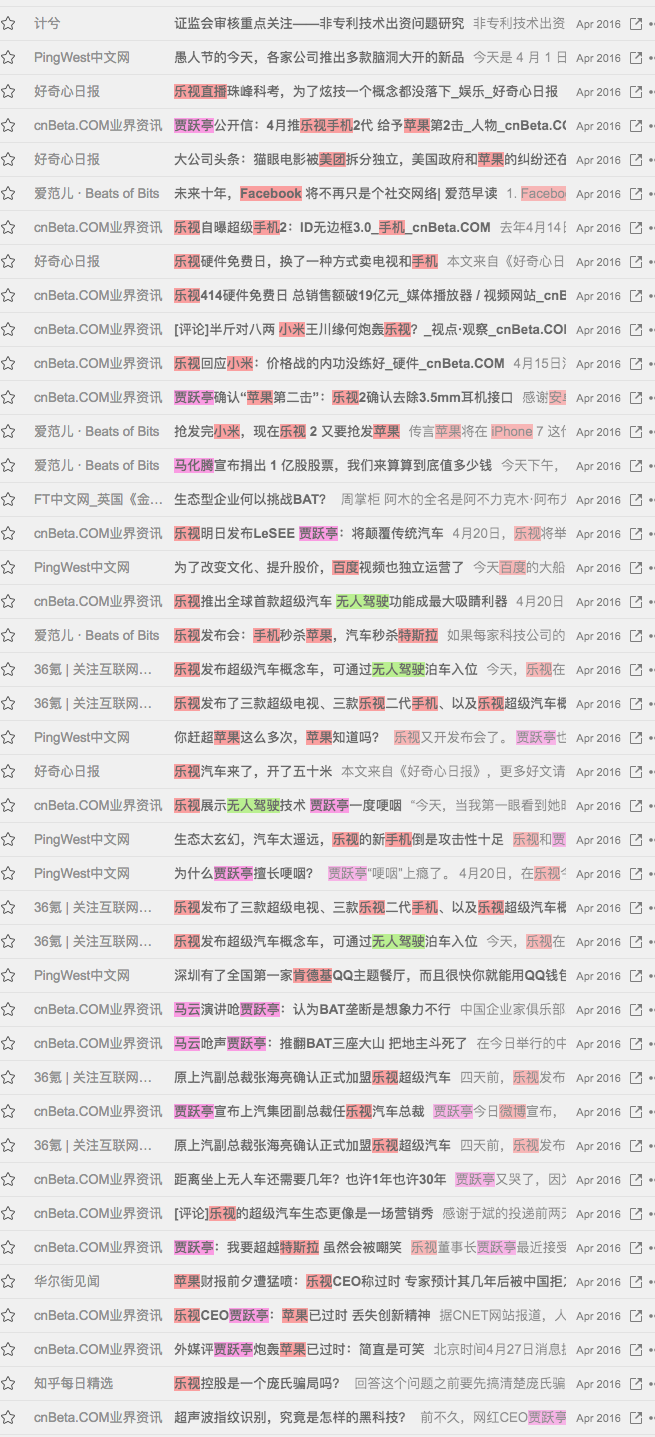 计兮 证监会审核重点关注——非专利技术出资问题研究 非专利技术出资 Apr 2016
PingWest中文网 愚人节的今天，各家公司推出多款脑洞大开的新品 今天是 4 月 1 日 Apr 2016
好奇心日报 乐视直播珠峰科考，为了炫技一个概念都没落下_娱乐_好奇心日报 Apr 2016
cnBeta.COM业界资讯 贾跃亭公开信：4月推乐视手机2代 给予苹果第2击_人物_cnBeta.CO Apr 2016
好奇心日报 大公司头条：猫眼电影被美团拆分独立，美国政府和苹果的纠纷还在 Apr 2016
爱范儿 · Beats of Bits 未来十年，Facebook 将不再只是个社交网络| 爱范早读 1. Facebo Apr 2016
cnBeta.COM业界资讯 乐视自曝超级手机2：ID无边框3.0_手机_cnBeta.COM 去年4月14日 Apr 2016
好奇心日报 乐视硬件免费日，换了一种方式卖电视和手机 本文来自《好奇心日 Apr 2016
cnBeta.COM业界资讯 乐视414硬件免费日 总销售额破19亿元_媒体播放器 / 视频网站_cnB Apr 2016
cnBeta.COM业界资讯 [评论]半斤对八两 小米王川缘何炮轰乐视？_视点·观察_cnBeta.CO Apr 2016
cnBeta.COM业界资讯 乐视回应小米：价格战的内功没练好_硬件_cnBeta.COM 4月15日 Apr 2016
cnBeta.COM业界资讯 贾跃亭确认“苹果第二击”：乐视2确认去除3.5mm耳机接口 感谢安 Apr 2016
爱范儿 · Beats of Bits 抢发完小米，现在乐视 2 又要抢发苹果 传言苹果将在 iPhone 7 这 Apr 2016
爱范儿 · Beats of Bits 马化腾宣布捐出 1 亿股股票，我们来算算到底值多少钱 今天下午， Apr 2016
FT中文网_英国《金... 生态型企业何以挑战BAT？ 周掌柜 阿木的全名是阿不力克木·阿布 Apr 2016
cnBeta.COM业界资讯 乐视明日发布LeSEE 贾跃亭：将颠覆传统汽车 4月20日，乐视将举 Apr 2016
PingWest中文网 为了改变文化、提升股价，百度视频也独立运营了 今天百度的大船 Apr 2016
cnBeta.COM业界资讯 乐视推出全球首款超级汽车 无人驾驶功能成最大吸睛利器 4月20日 Apr 2016
爱范儿 · Beats of Bits 乐视发布会：手机秒杀苹果，汽车秒杀特斯拉 如果每家科技公司的 Apr 2016
36氪 | 关注互联网... 乐视发布超级汽车概念车，可通过无人驾驶泊车入位 今天，乐视在 Apr 2016
36氪 | 关注互联网... 乐视发布了三款超级电视、三款乐视二代手机、以及乐视超级汽车概 Apr 2016
PingWest中文网 你赶超苹果这么多次，苹果知道吗？ 乐视又开发布会了。 贾跃亭也 Apr 2016
好奇心日报 乐视汽车来了，开了五十米 本文来自《好奇心日报》，更多好文请 Apr 2016
cnBeta.COM业界资讯 乐视展示无人驾驶技术 贾跃亭一度哽咽 “今天，当我第一眼看到她 Apr 2016
PingWest中文网 生态太玄幻，汽车太遥远，乐视的新手机倒是攻击性十足 乐视和贾 Apr 2016
PingWest中文网 为什么贾跃亭擅长哽咽？ 贾跃亭“哽咽”上瘾了。 4月20日，在乐视 Apr 2016
36氪 | 关注互联网... 乐视发布了三款超级电视、三款乐视二代手机、以及乐视超级汽车概 Apr 2016
36氪 | 关注互联网... 乐视发布超级汽车概念车，可通过无人驾驶泊车入位 今天，乐视在 Apr 2016
PingWest中文网 深圳有了全国第一家肯德基QQ主题餐厅，而且很快你就能用QQ钱包 Apr 2016
cnBeta.COM业界资讯 马云演讲呛贾跃亭：认为BAT垄断是想象力不行 中国企业家俱乐部 Apr 2016
cnBeta.COM业界资讯 马云呛声贾跃亭：推翻BAT三座大山 把地主斗死了 在今日举行的中 Apr 2016
36氪 | 关注互联网... 原上汽副总裁张海亮确认正式加盟乐视超级汽车 四天前，乐视发布 Apr 2016
cnBeta.COM业界资讯 贾跃亭宣布上汽集团副总裁任乐视汽车总裁 贾跃亭今日微博宣布， Apr 2016
36氪 | 关注互联网... 原上汽副总裁张海亮确认正式加盟乐视超级汽车 四天前，乐视发布 Apr 2016
cnBeta.COM业界资讯 距离坐上无人车还需要几年？也许1年也许30年 贾跃亭又哭了，因 Apr 2016
cnBeta.COM业界资讯 [评论]乐视的超级汽车生态更像是一场营销秀 感谢于斌的投递前两天 Apr 2016
cnBeta.COM业界资讯 贾跃亭：我要超越特斯拉 虽然会被嘲笑 乐视董事长贾跃亭最近接受 Apr 2016
华尔街见闻 苹果财报前夕遭猛喷：乐视CEO称过时 专家预计其几年后被中国拒 Apr 2016
cnBeta.COM业界资讯 乐视CEO贾跃亭：苹果已过时 丢失创新精神 据CNET网站报道，人 Apr 2016
cnBeta.COM业界资讯 外媒评贾跃亭炮轰苹果已过时：简直是可笑 北京时间4月27日消息 Apr 2016
知乎每日精选 乐视控股是一个庞氏骗局吗？ 回答这个问题之前要先搞清楚庞氏骗 Apr 2016
cnBeta.COM业界资讯 超声波指纹识别，究竟是怎样的黑科技？ 前不久，网红CEO贾跃亭 Apr 2016